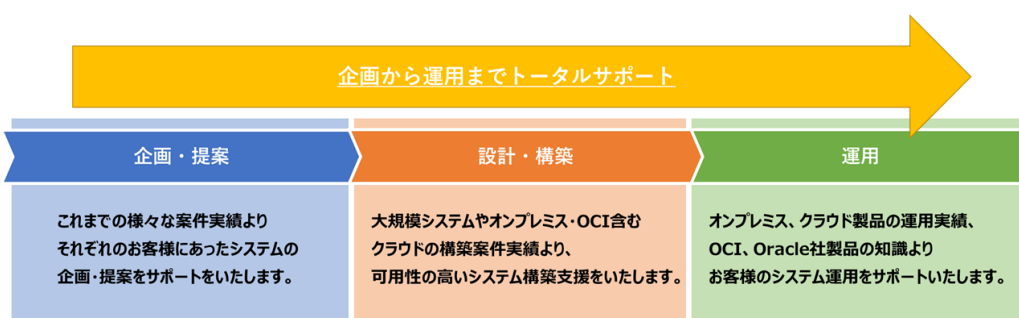 企画から運用までトータルサポート
企画・提案
これまでの様々な案件実績より
それぞれのお客様にあったシステムの
企画・提案をサポートをいたします。
設計・構築
大規模システムやオンプレミス・OCI含む
クラウドの構築案件実績より、
可用性の高いシステム構築支援をいたします。
運用
オンプレミス、クラウド製品の運用実績、
OCI、Oracle社製品の知識より
お客様のシステム運用をサポートいたします。